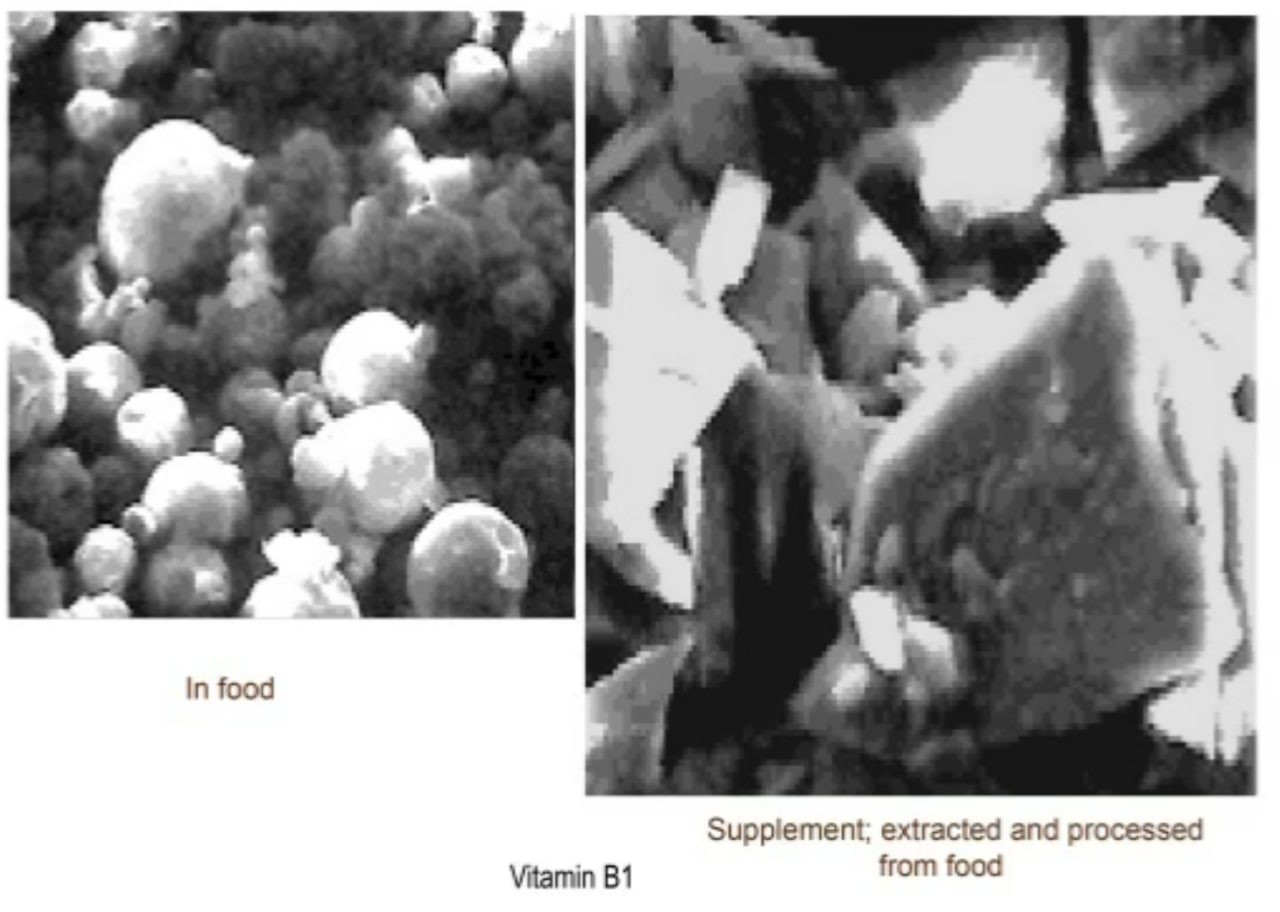 In food
Supplement; extracted and processed
from food
Vitamin B1